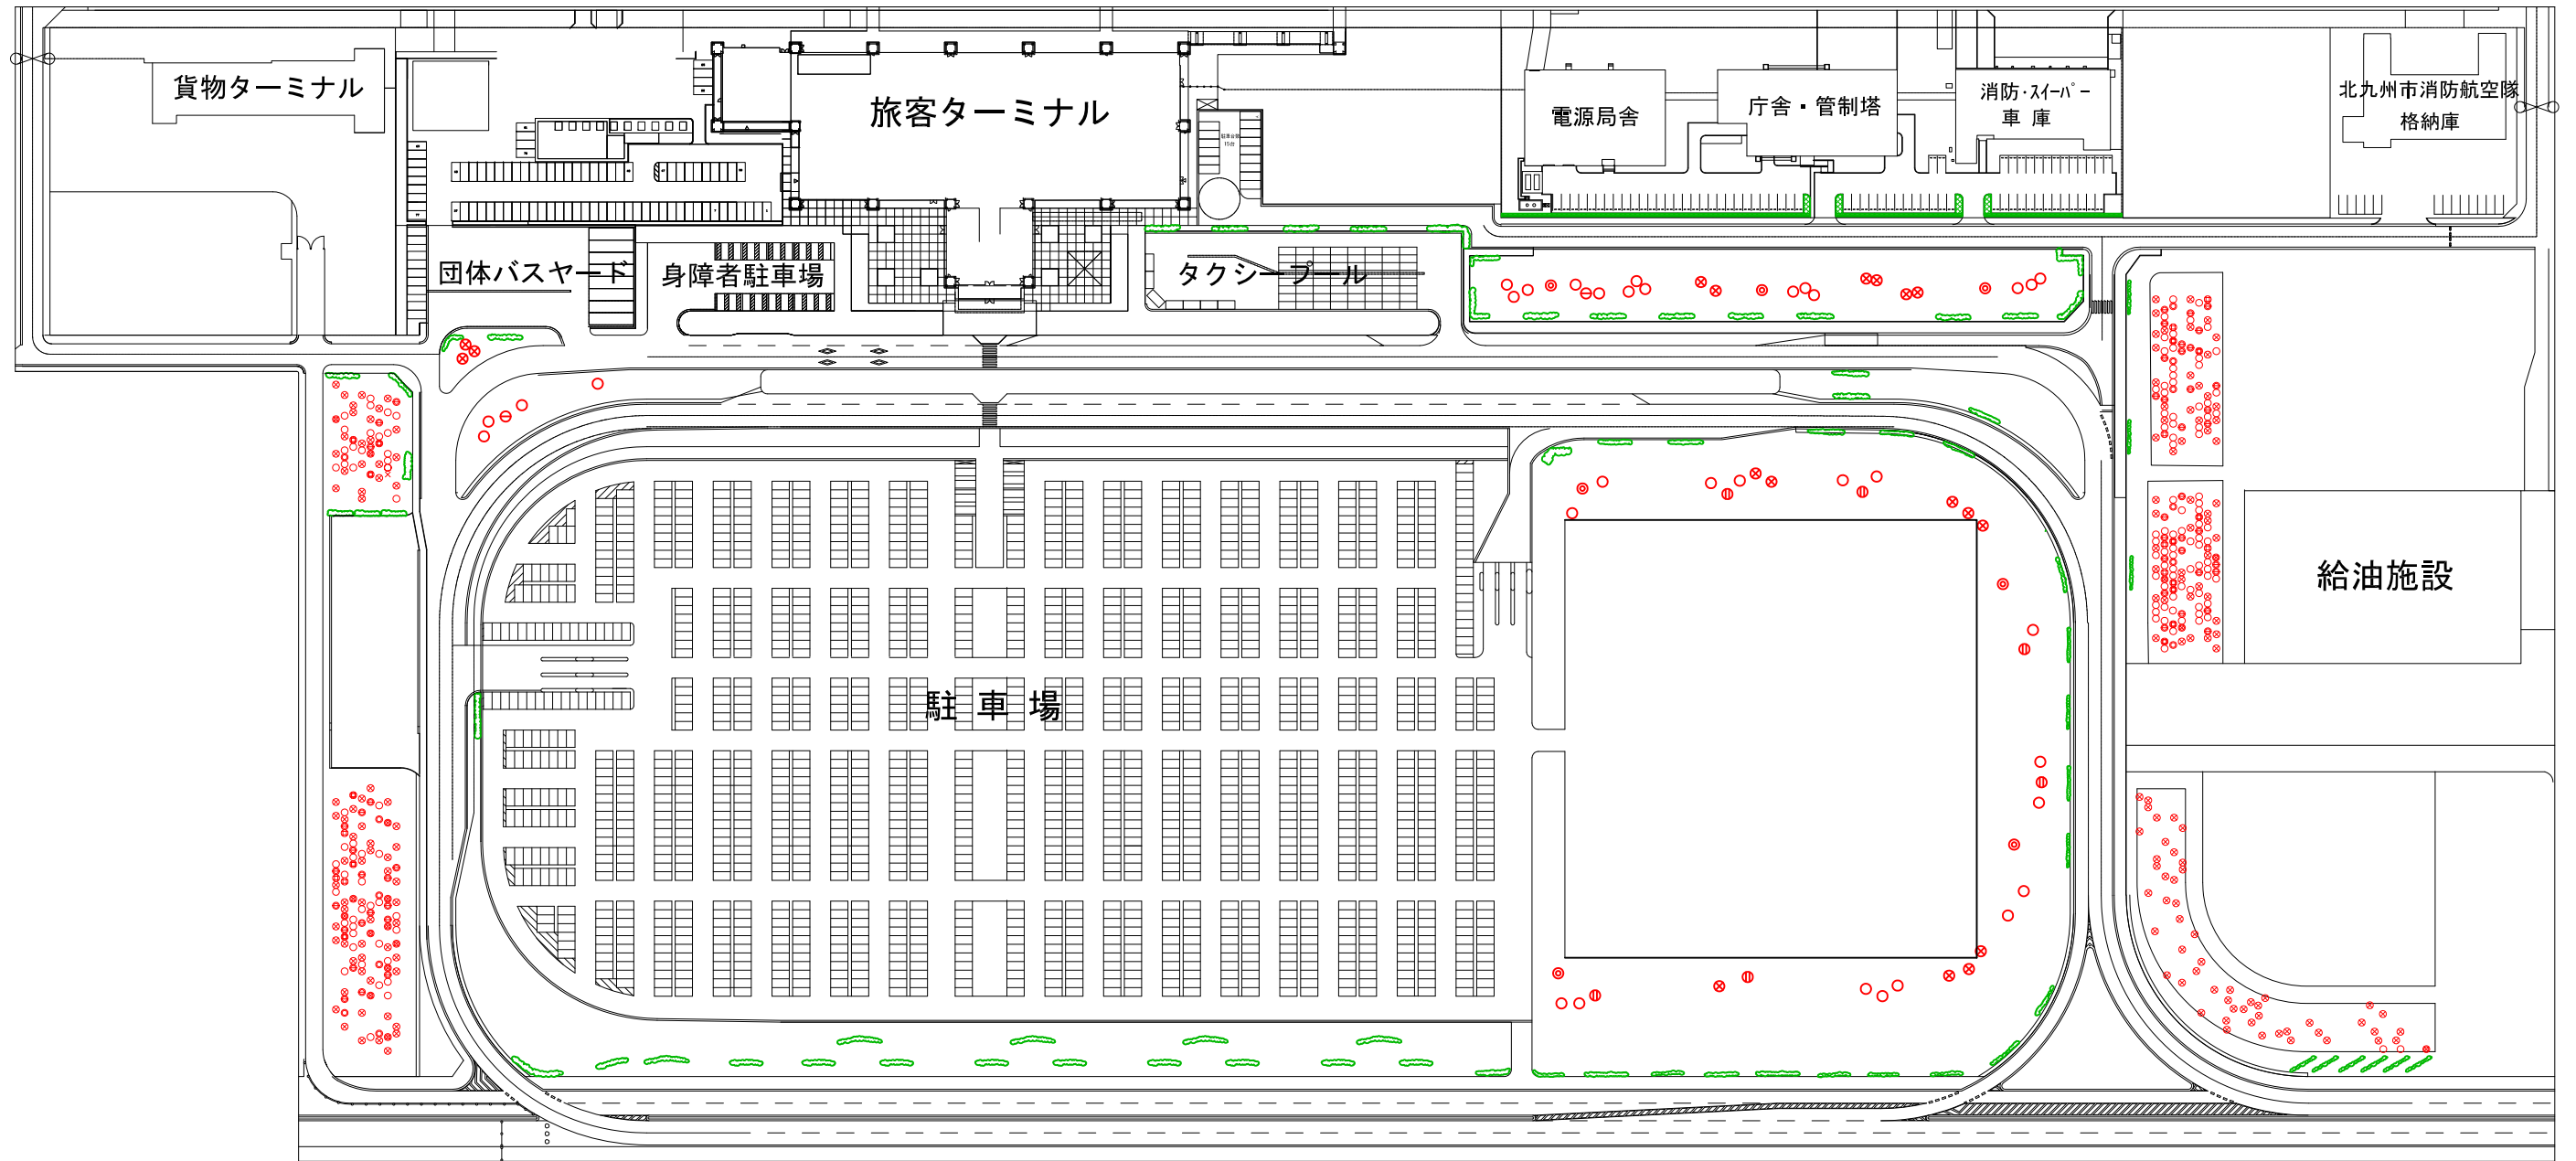 貨物ターミナル
旅客ターミナル
電源局舎
庁舎・管制塔
消防・スイーパー
車 庫
北九州市消防航空隊
格納庫
団体バスヤード
身障者駐車場
タクシープール
給油施設
駐 車 場